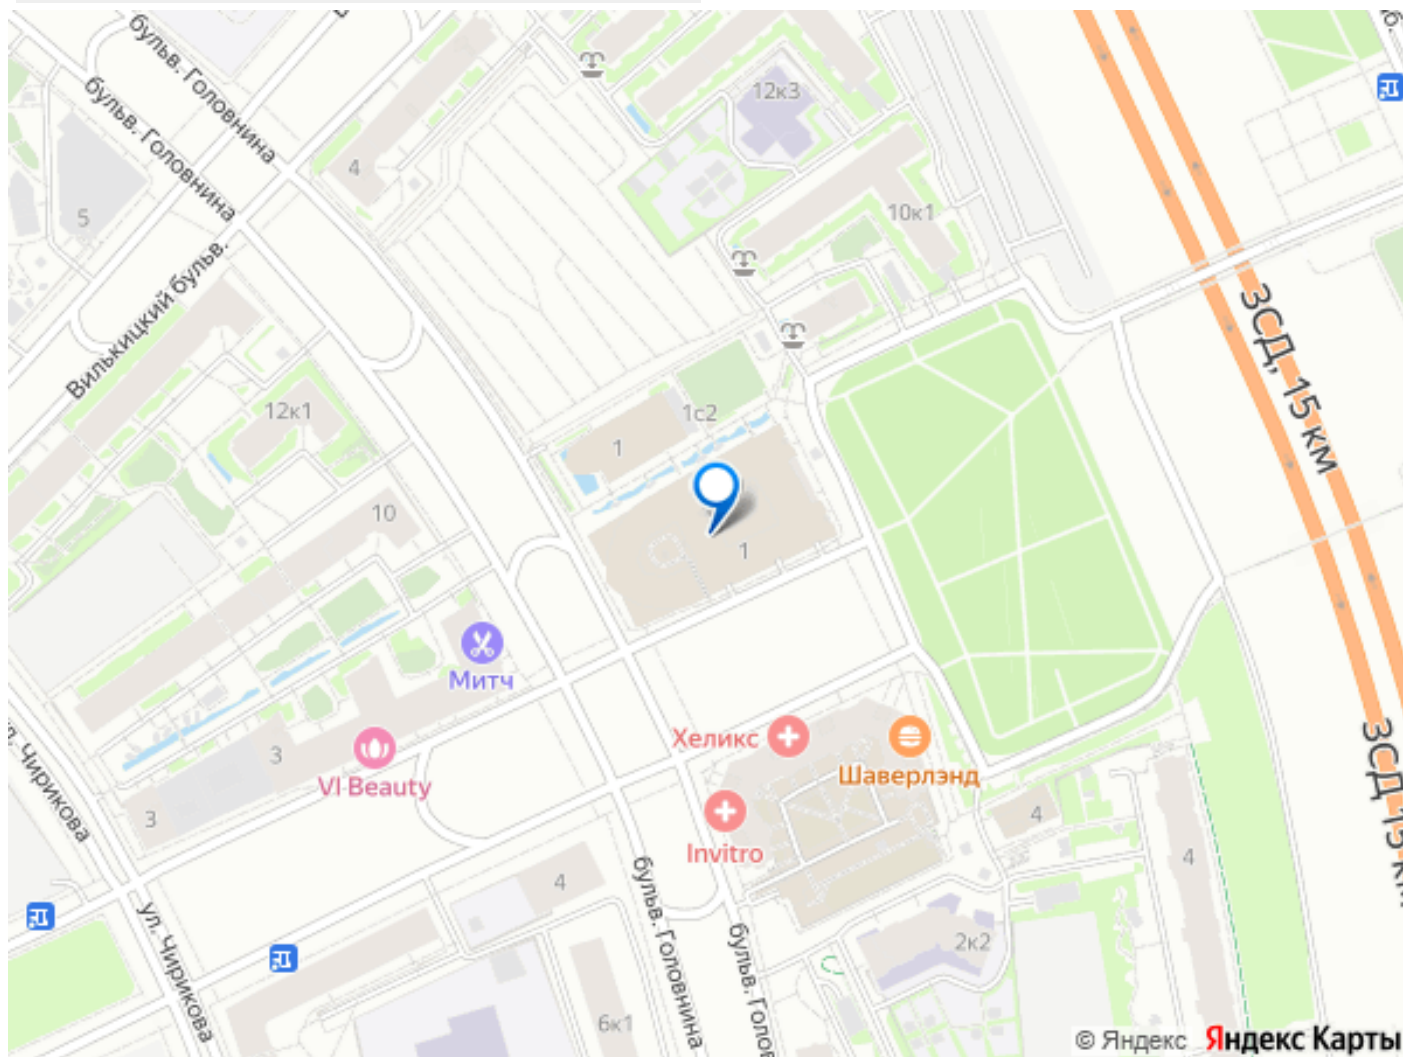 бульв. Головнина
бульв. Головнина
12к3
4
5
10к1
Вилькицкий бульв.
ЗСД, 15 км
12к1
1с2
1
10
1
Митч
Хеликс
3
VI Beauty
Шаверлэнд
ЗСД 15 км
3
4
Invitro
4
4
ул. Чирикова
бульв. Головнина
2к2
бульв. Голов
6к1
© Яндекс Яндекс Карты